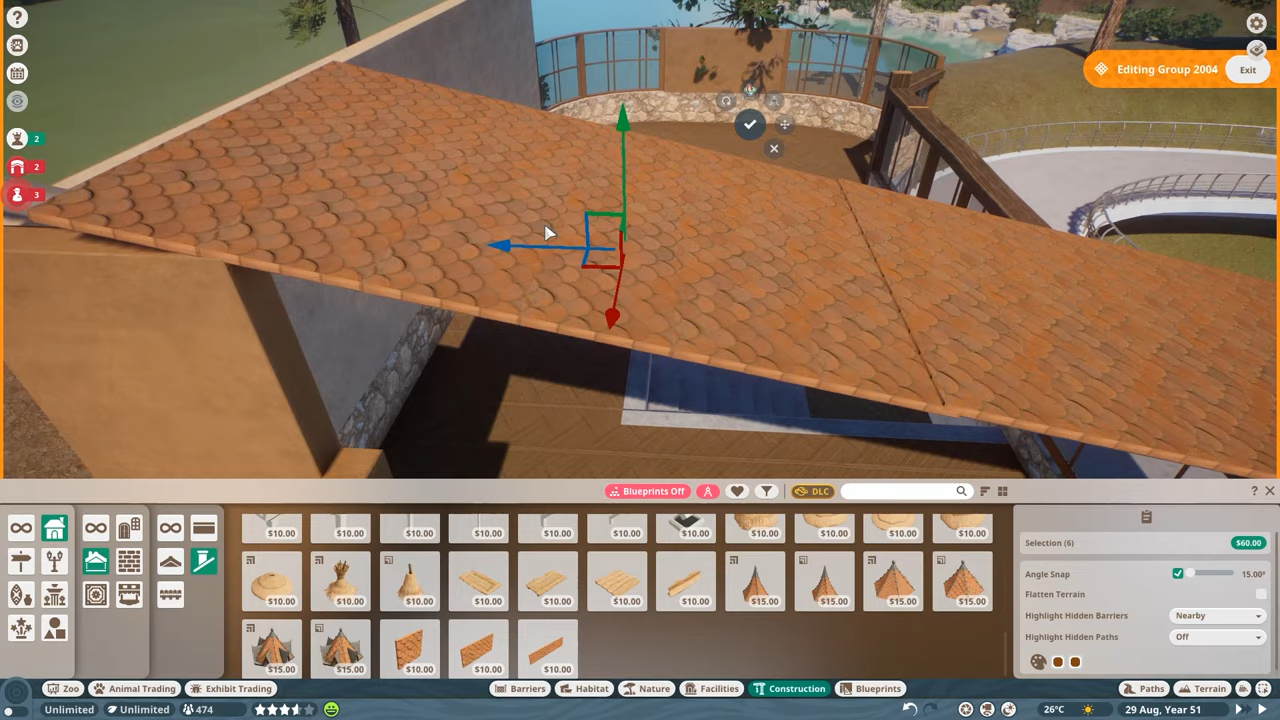 Editing Group 2004
Exit
2
2
3
Blueprints Off
DLC
$10.00 $10.00 $10.00 $10.00 $10.00 $10.00 $10.00 $10.00 $10.00 $10.00 $10.00
$10.00 $10.00 $10.00 $10.00 $10.00 $10.00 $10.00 $15.00 $15.00 $15.00 $15.00
$15.00 $15.00 $10.00 $10.00 $10.00
Selection (6) $60.00
Angle Snap 15.00°
Flatten Terrain
Highlight Hidden Barriers Nearby
Highlight Hidden Paths Off
Zoo Animal Trading Exhibit Trading Barriers Habitat Nature Facilities Construction Blueprints Paths Terrain
Unlimited Unlimited 474 26°C 29 Aug, Year 51